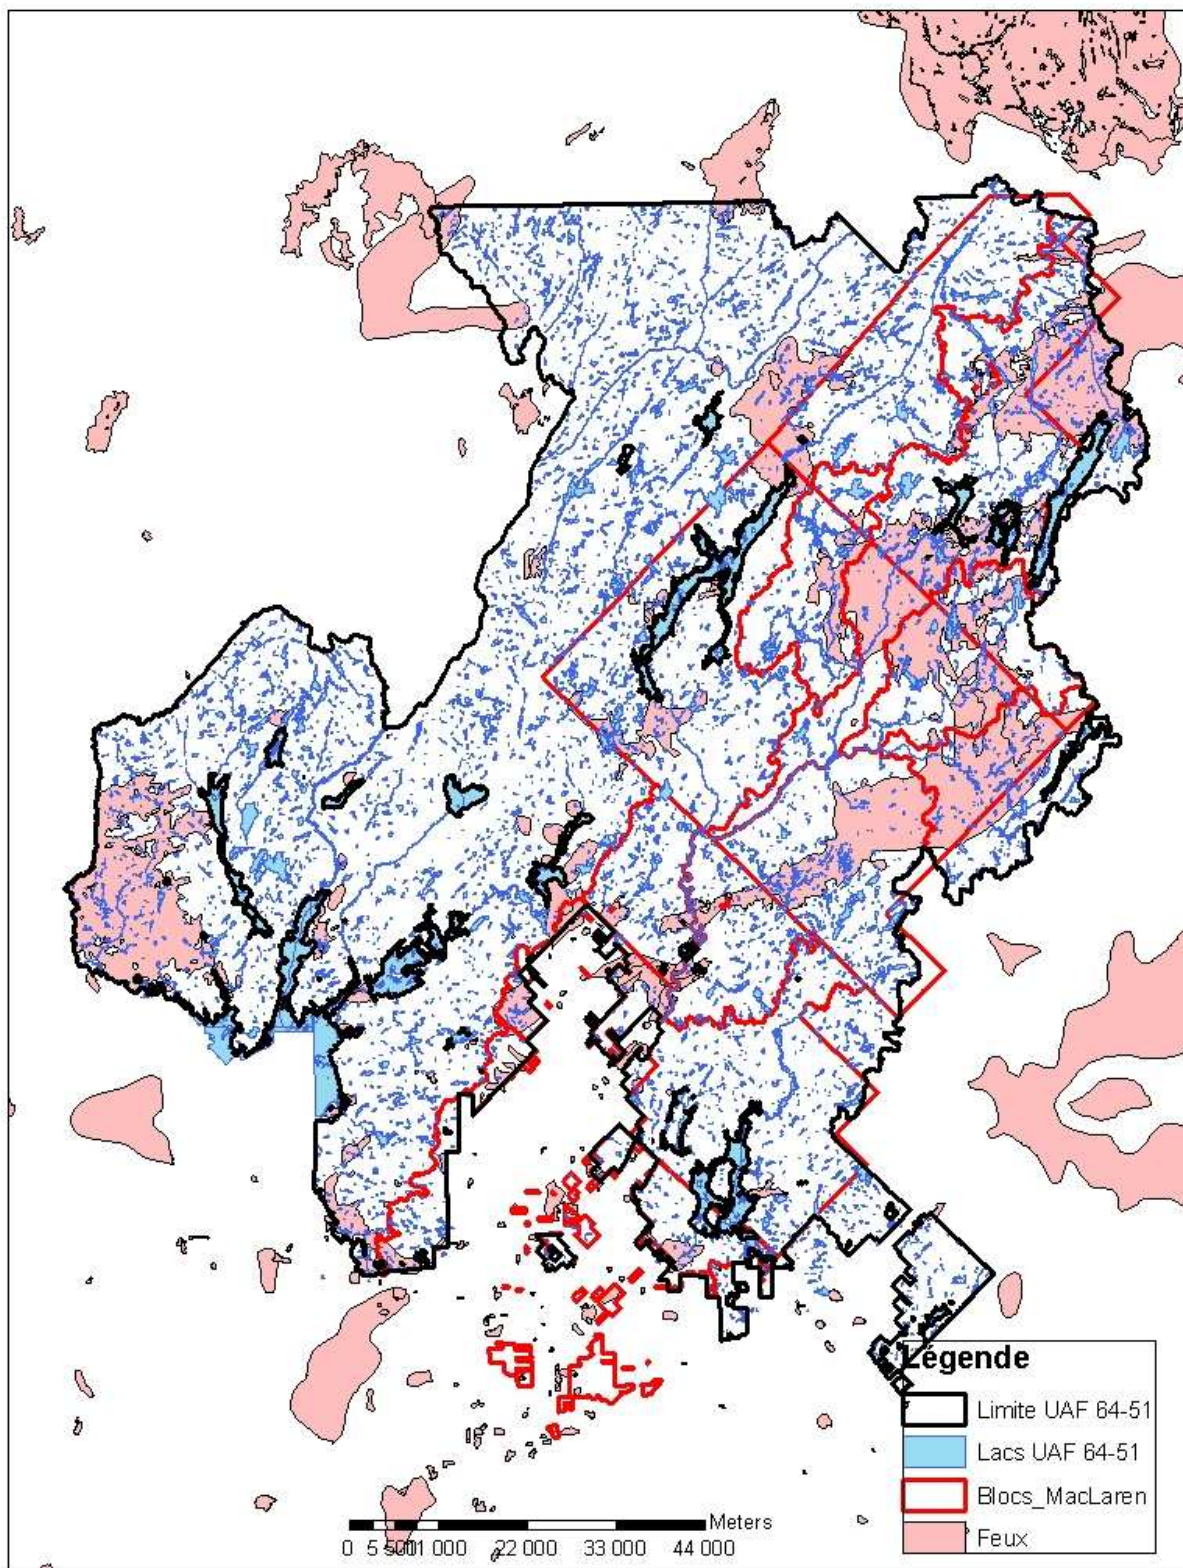 Légende
Limite UAF 64-51
Lacs UAF 64-51
Blocs_MacLaren
Feux
Meters
0 5 500 11 000 22 000 33 000 44 000